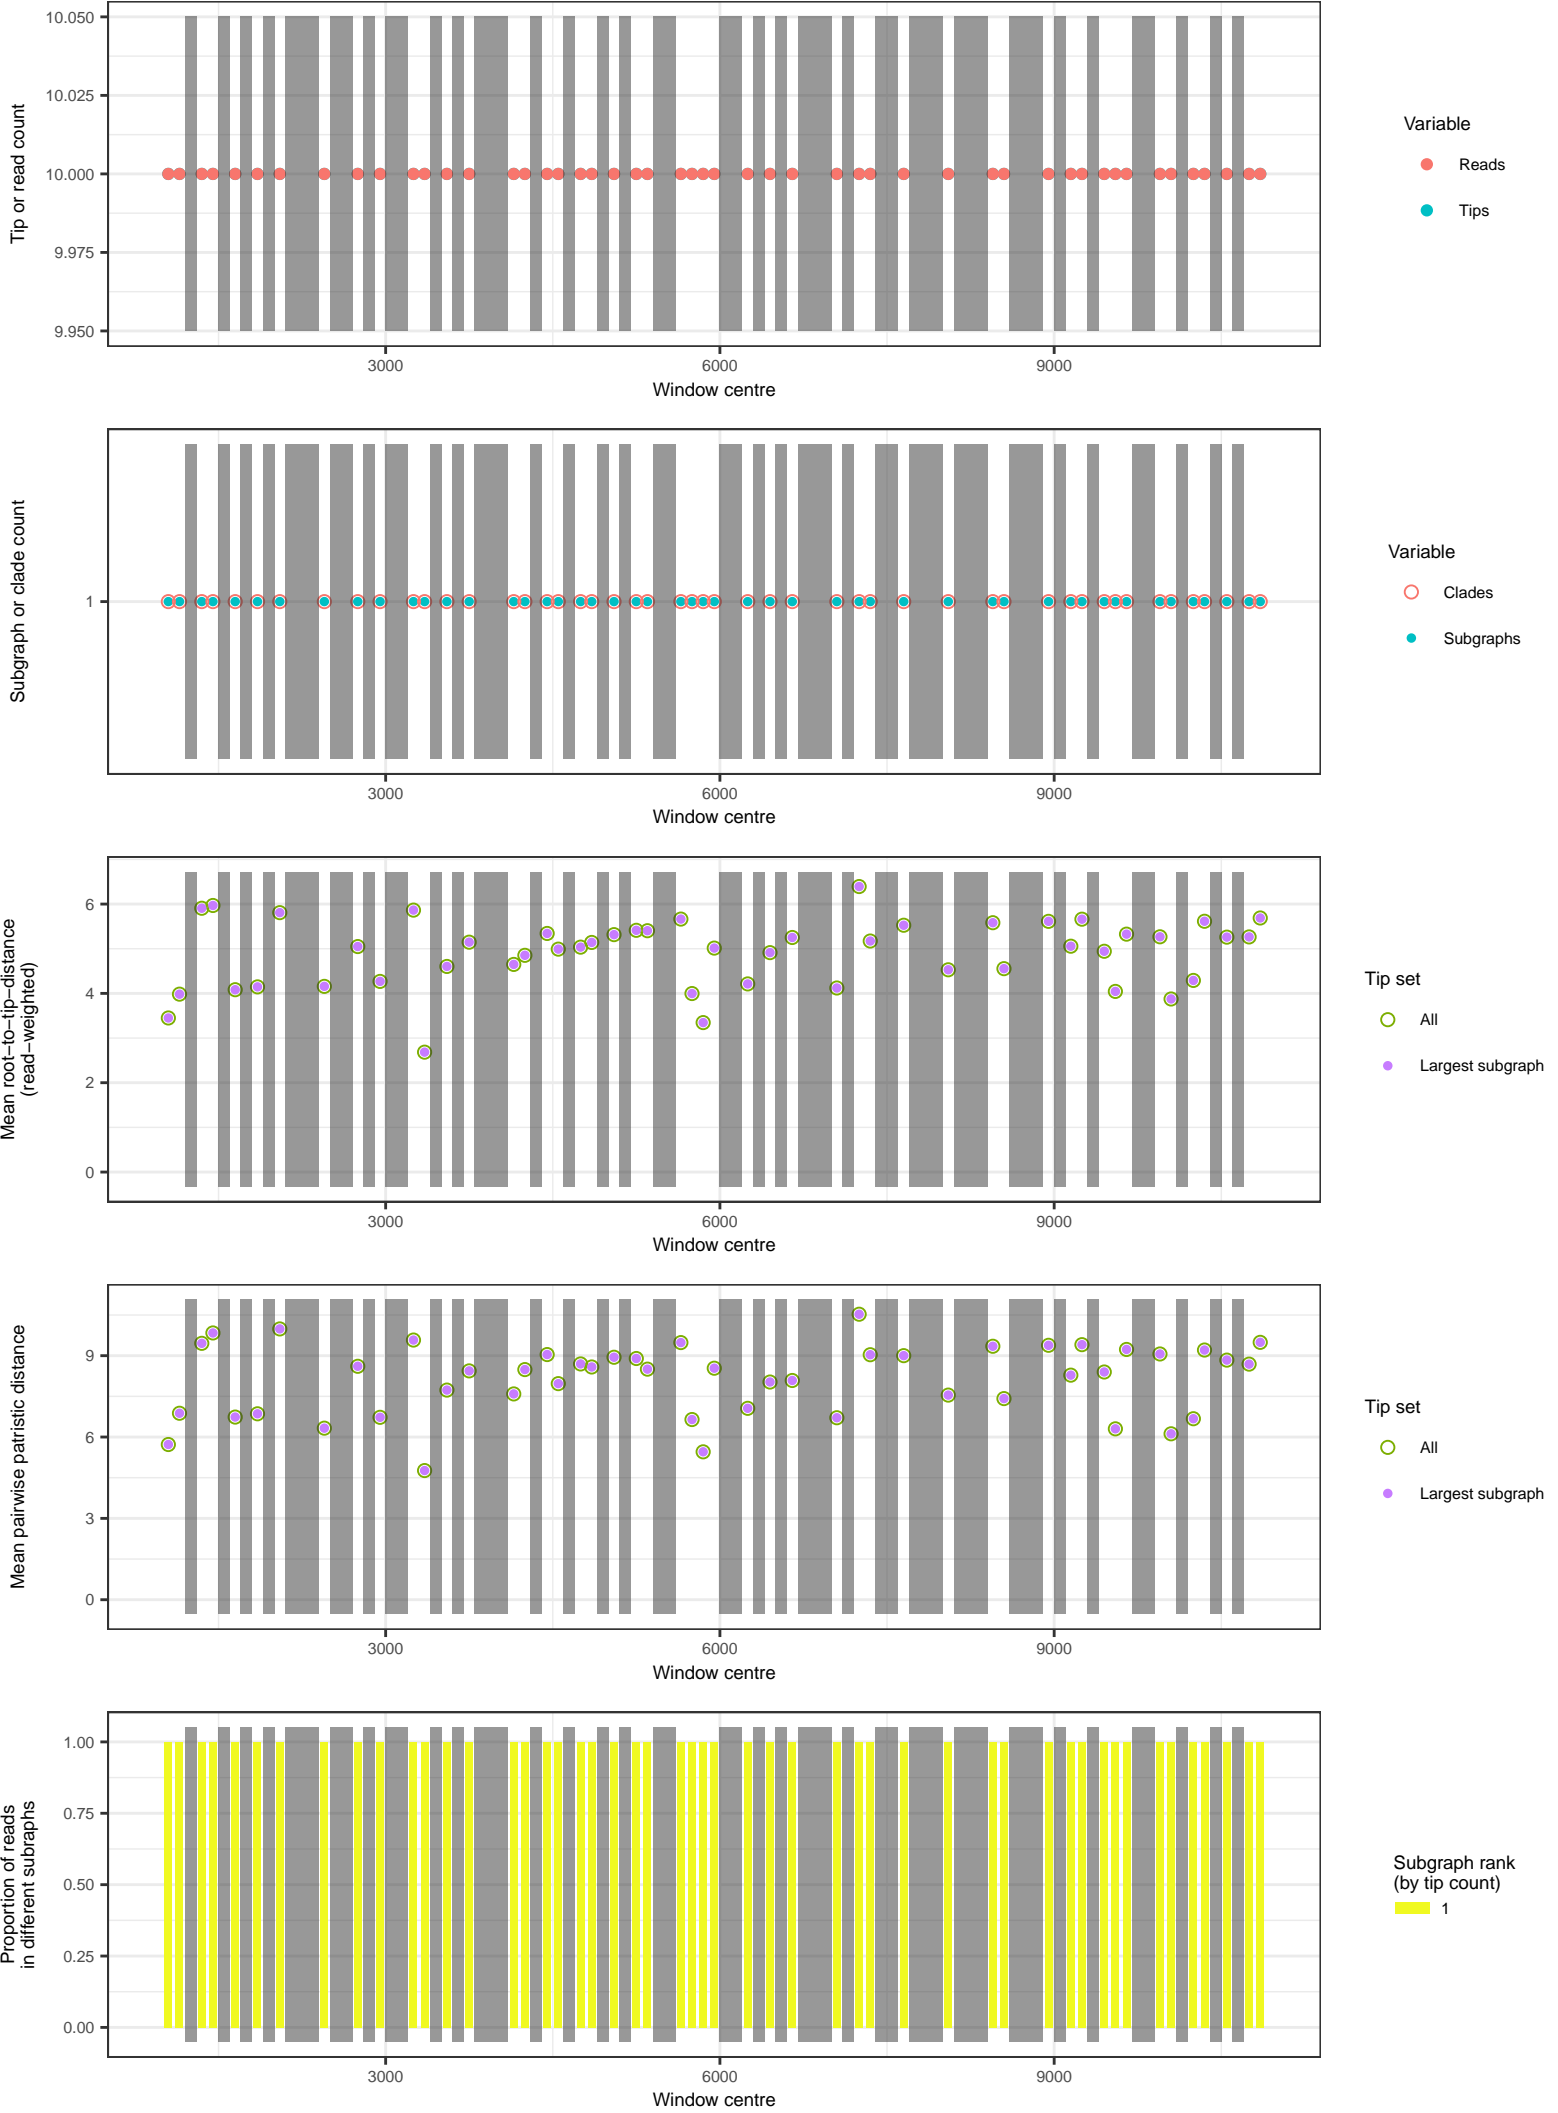 10.050
10.025
10.000
9.975
9.950
Tip or read count
3000
6000
9000
Window centre
Variable
Reads
Tips
1
Subgraph or clade count
3000
6000
9000
Window centre
Variable
Clades
Subgraphs
6
4
2
0
Mean root−to−tip−distance
(read−weighted)
3000
6000
9000
Window centre
Tip set
All
Largest subgraph
9
6
3
0
Mean pairwise patristic distance
3000
6000
9000
Window centre
Tip set
All
Largest subgraph
1.00
0.75
0.50
0.25
0.00
Proportion of reads
in different subraphs
3000
6000
9000
Window centre
Subgraph rank
(by tip count)
1